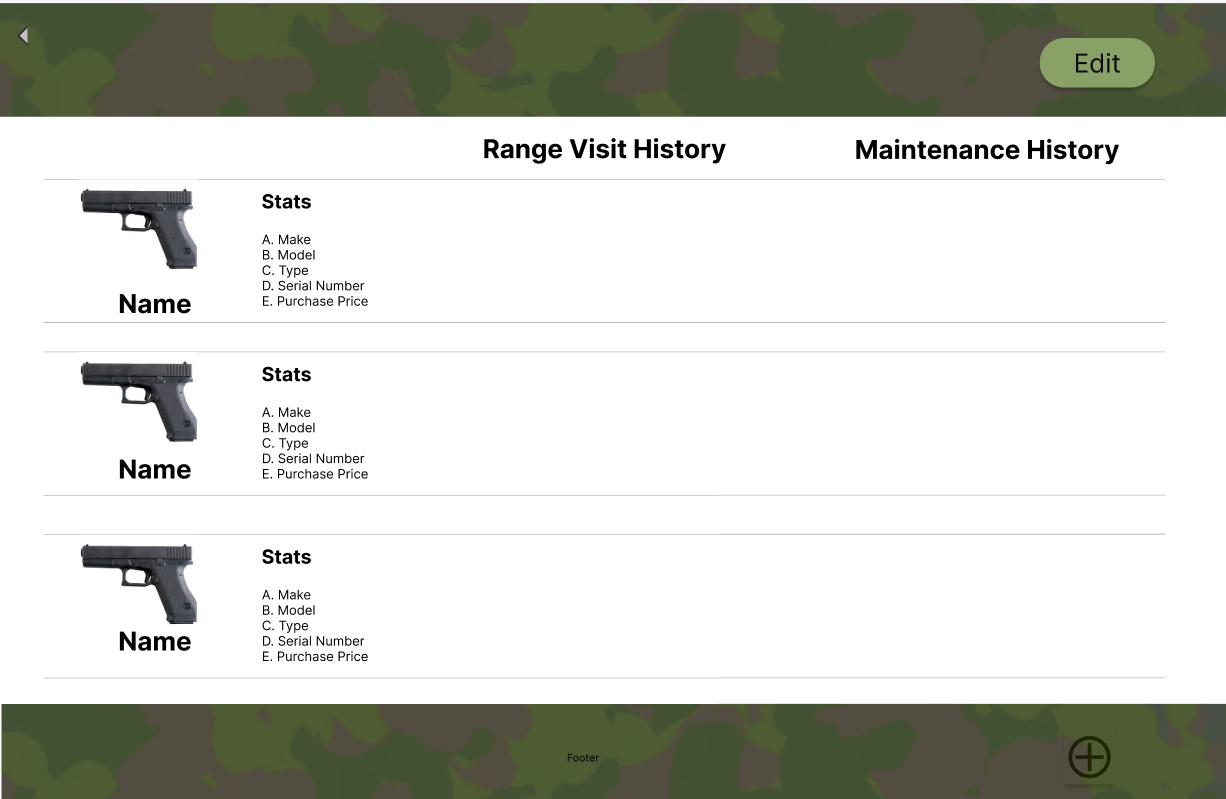 Edit
Range Visit History
Maintenance History
Stats
A. Make
B. Model
C. Type
D. Serial Number
E. Purchase Price
Name
Stats
A. Make
B. Model
C. Type
D. Serial Number
E. Purchase Price
Name
Stats
A. Make
B. Model
C. Type
D. Serial Number
E. Purchase Price
Name
Footer